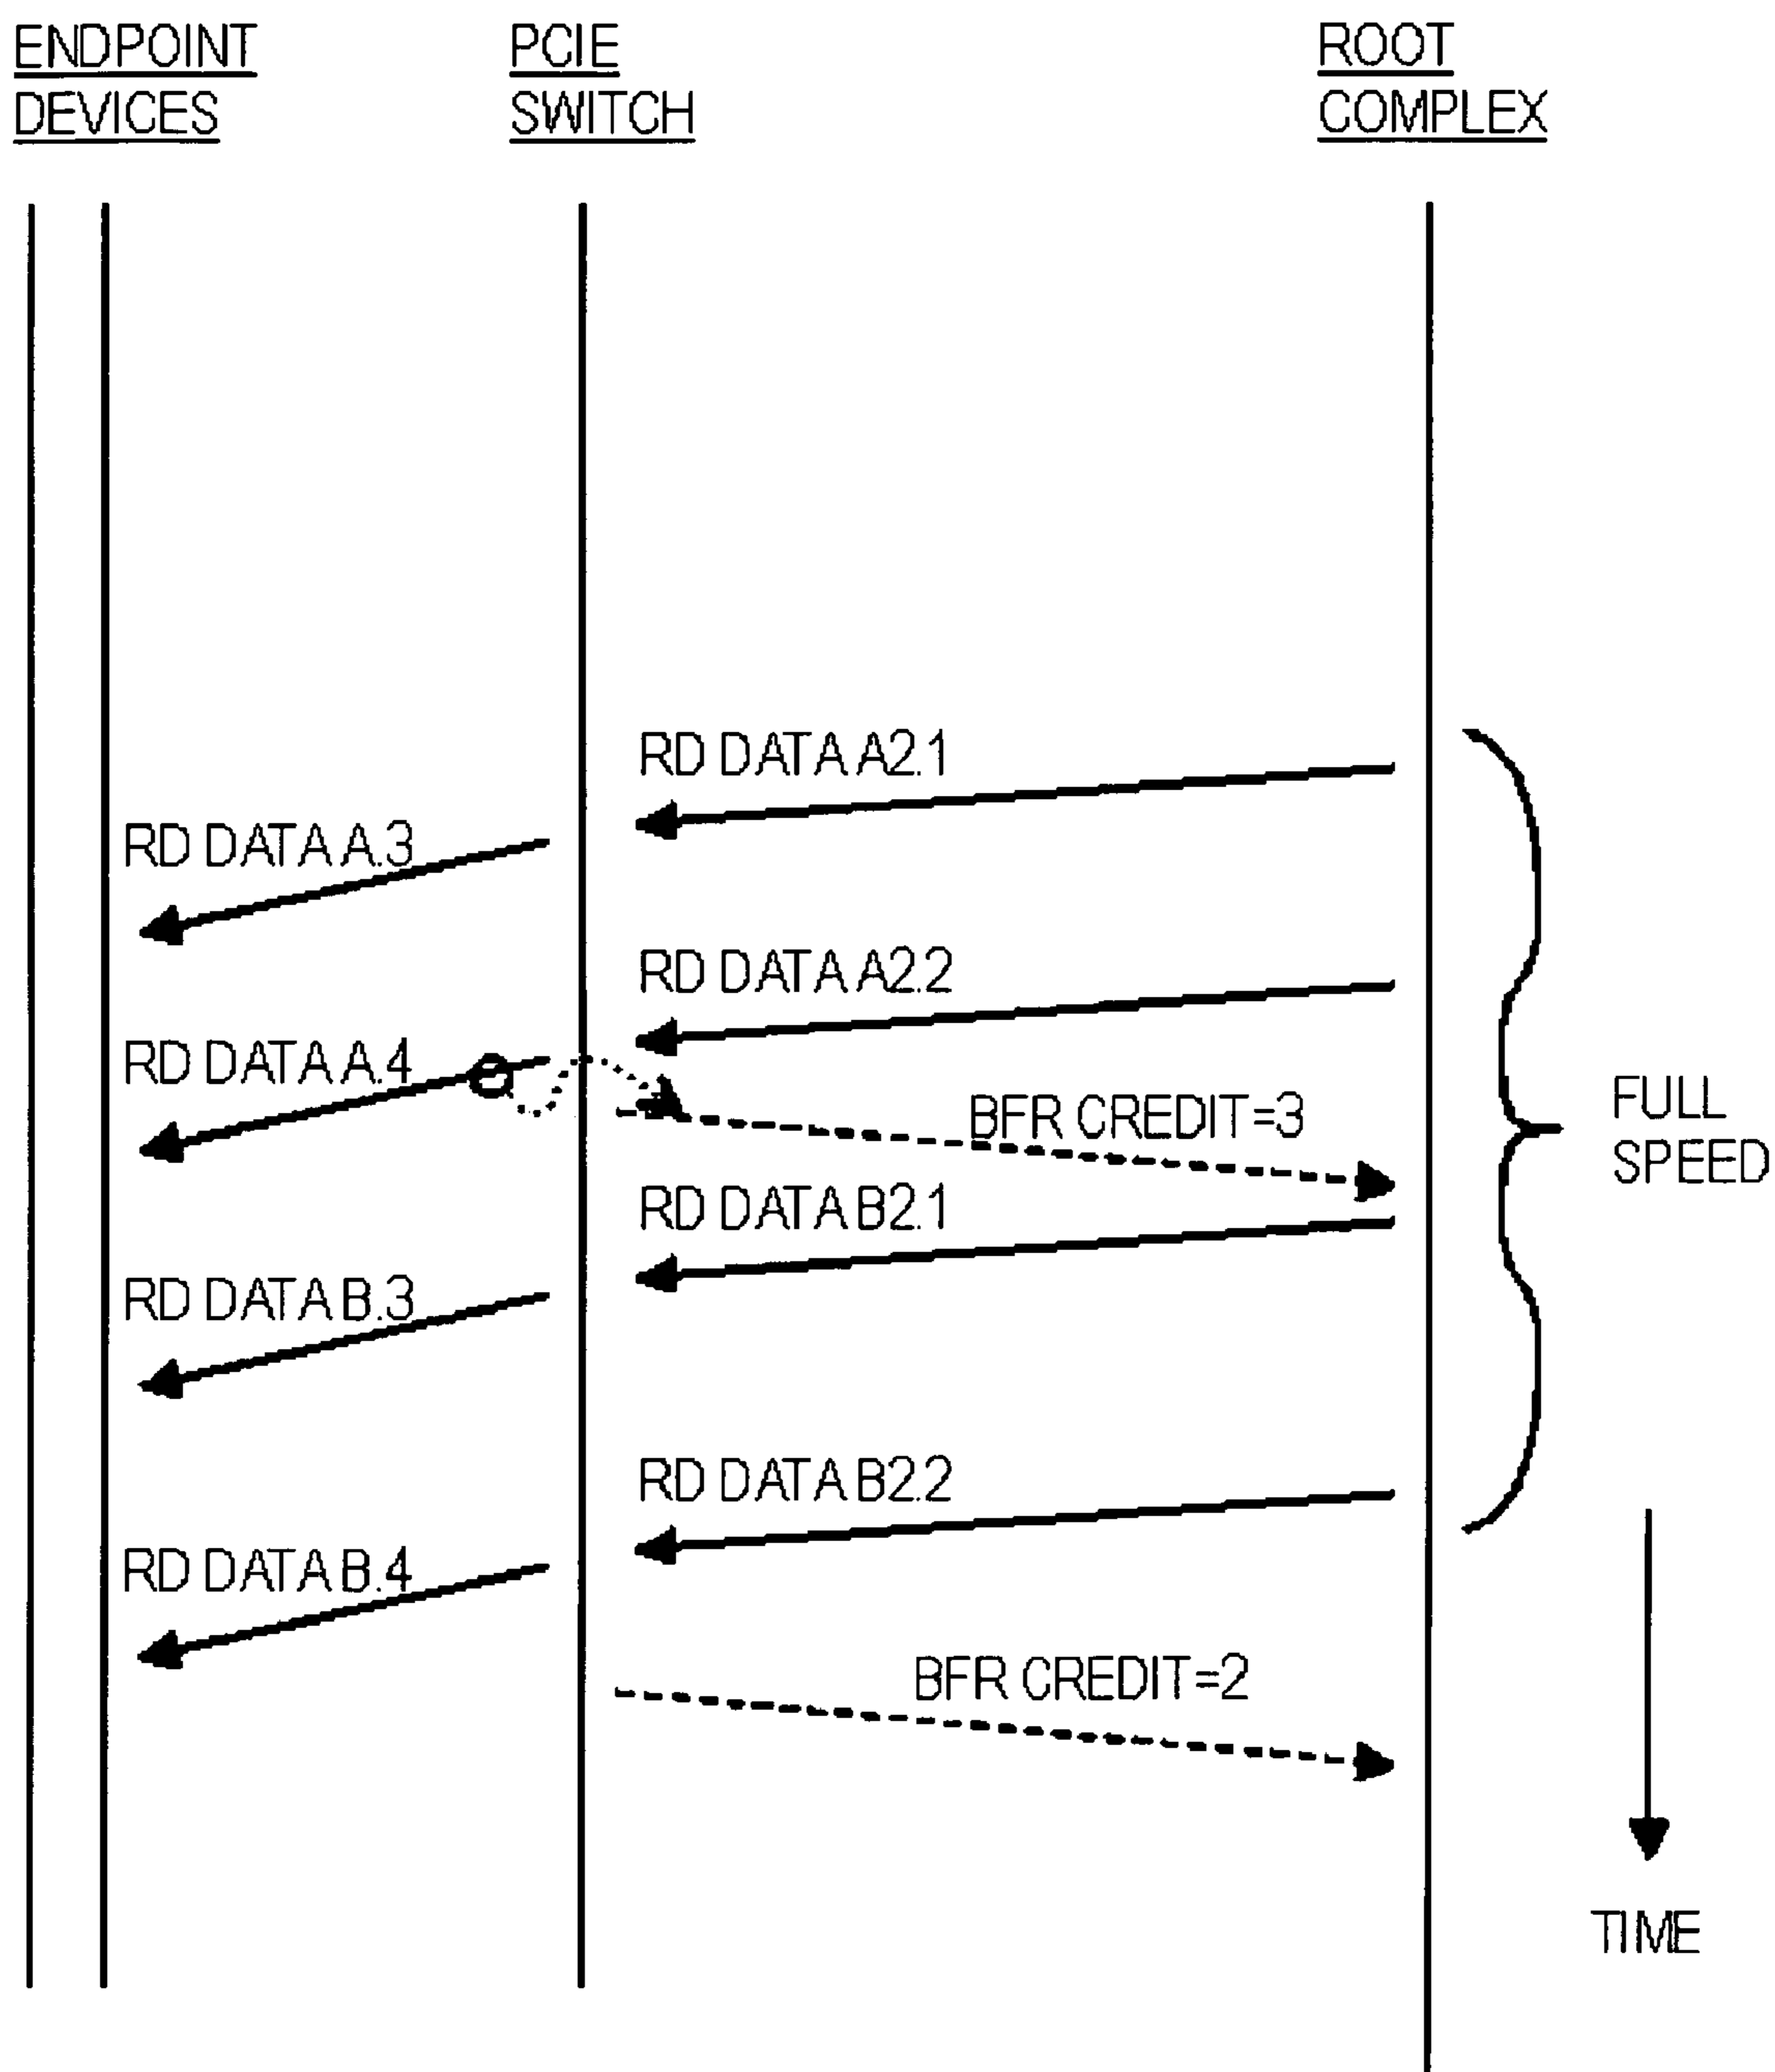 ENDPOINT
DEVICES
PCIE
SWITCH
ROOT
COMPLEX
RD DATA A2.1
RD DATA A.3
RD DATA A2.2
RD DATA A.4
BFR CREDIT=3
FULL
SPEED
RD DATA B2.1
RD DATA B.3
RD DATA B2.2
RD DATA B.4
BFR CREDIT=2
TIME